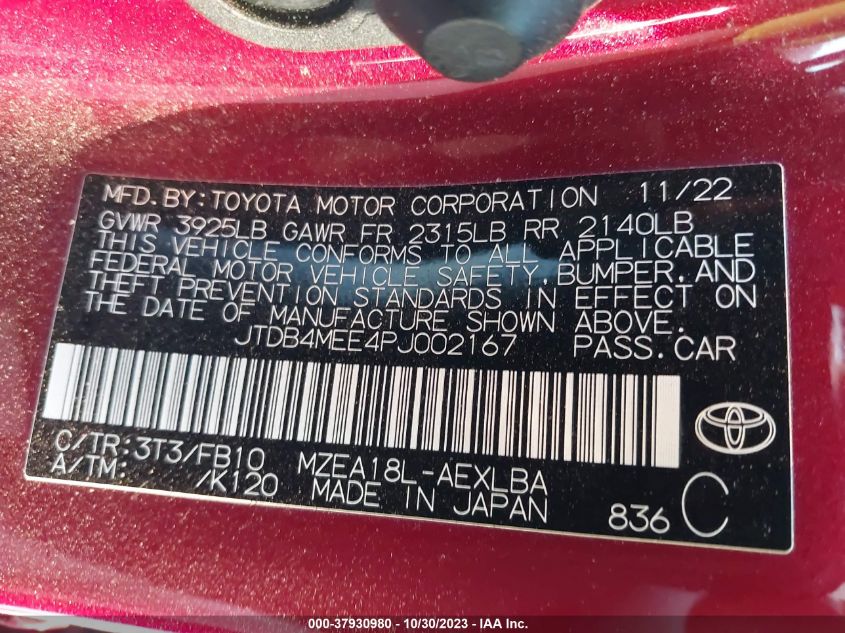 MFD.BY:TOYOTA MOTOR CORPORATION 11/22
GVWR 3925LB GAWR FR 2315LB RR 2140LB
THIS VEHICLE CONFORMS TO ALL APPLICABLE
FEDERAL MOTOR VEHICLE SAFETY,BUMPER,AND
THEFT PREVENTION STANDARDS IN EFFECT ON
THE DATE OF MANUFACTURE SHOWN ABOVE.
JTDB4MEE4PJ002167 PASS.CAR
C/TR:3T3/FB10 MZEA18L-AEXLBA
A/TM: /K120 MADE IN JAPAN 836 C
000-37930980 - 10/30/2023 - IAA Inc.